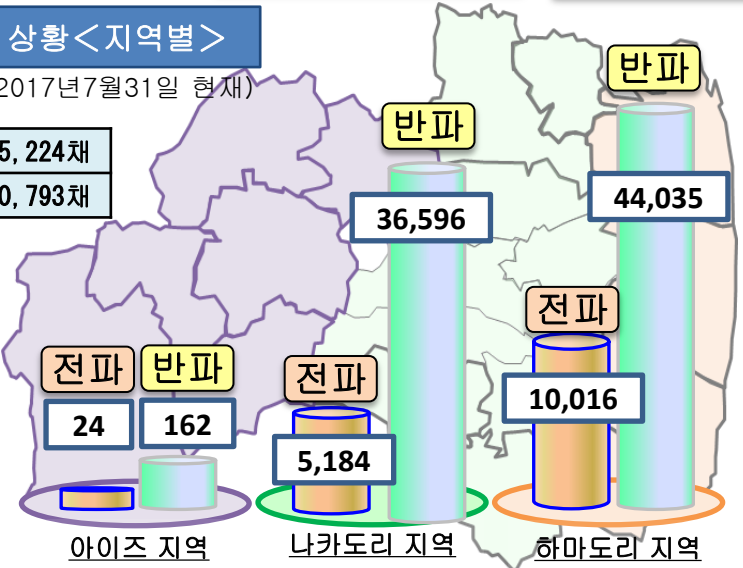 상황<지역별>
2017년7월31일 현재)
5,224채
0,793채
반파
44,035
반파
36,596
전파
10,016
전파
24
반파
162
전파
5,184
아이즈 지역
나카도리 지역
하마도리 지역